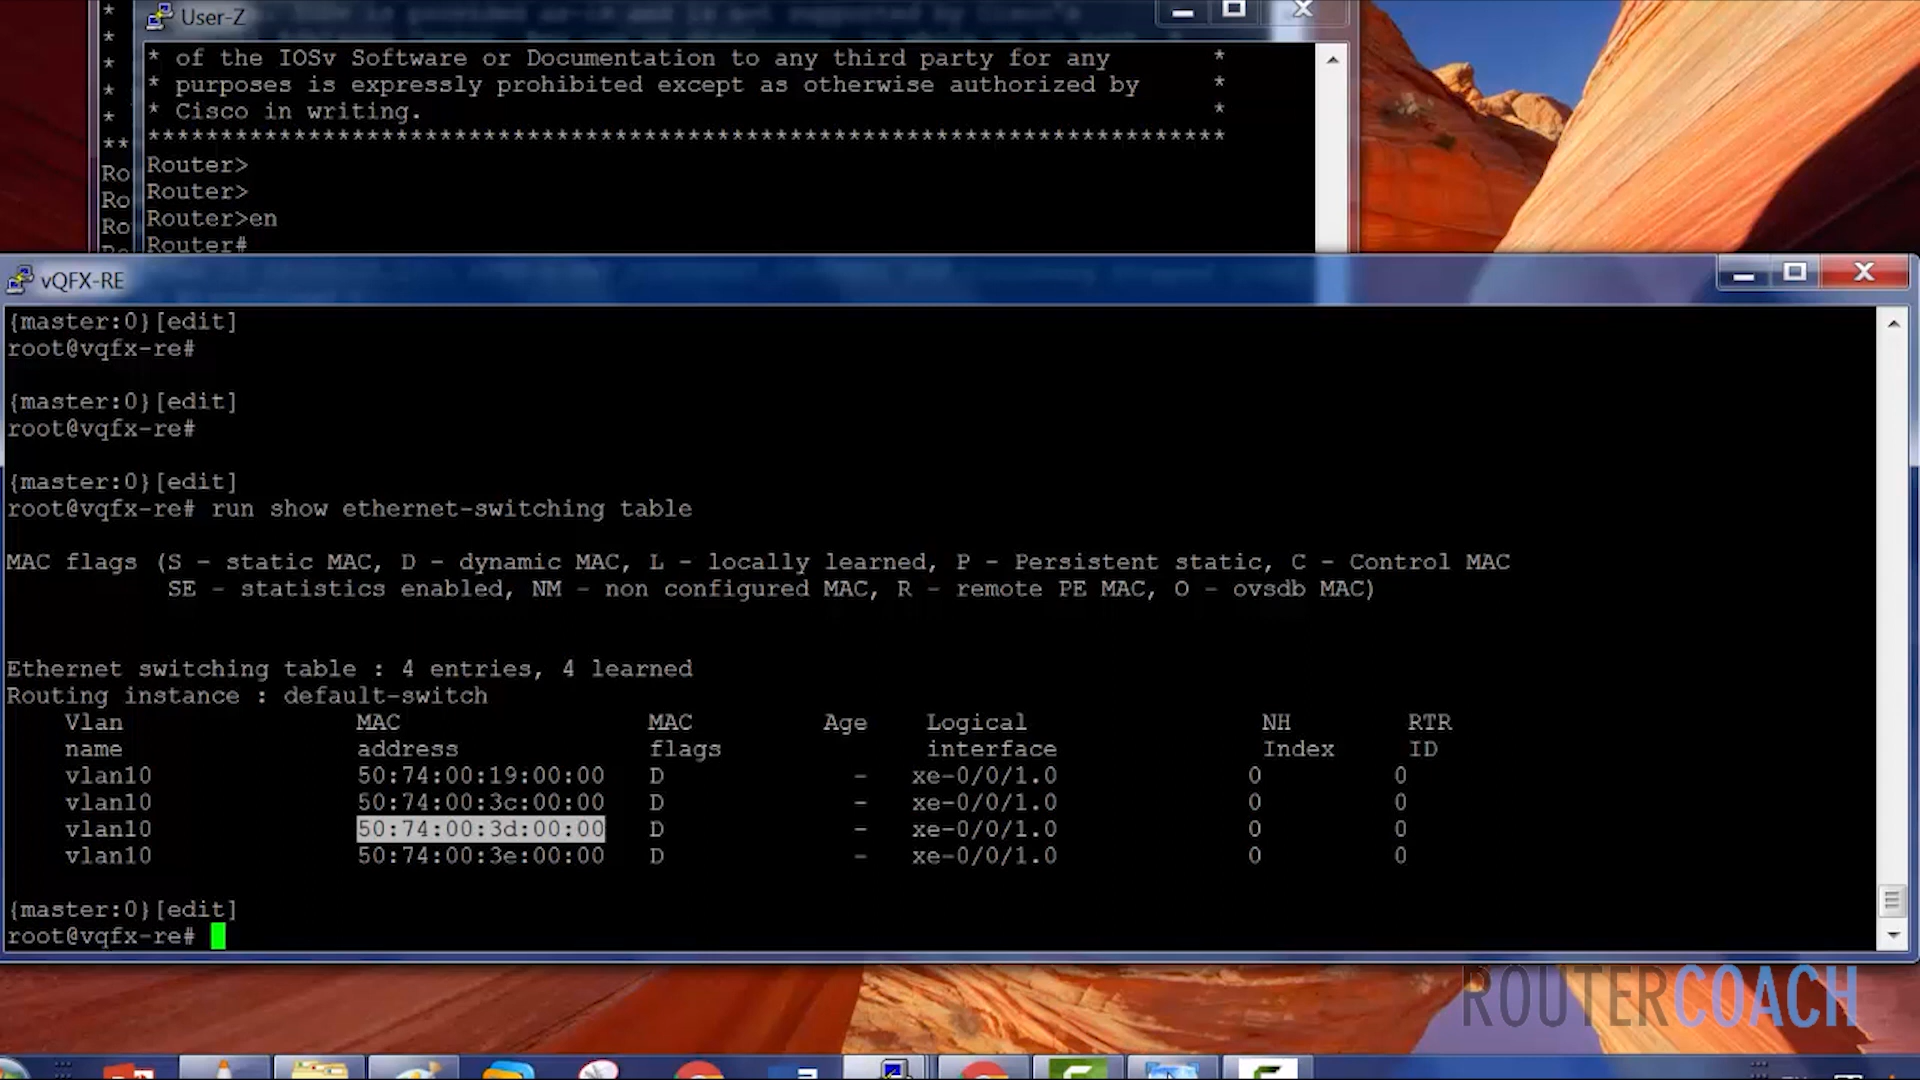 User-Z
* of the IOSv Software or Documentation to any third party for any *
* purposes is expressly prohibited except as otherwise authorized by *
* Cisco in writing. *
**************************************************************************
Router>
Router>
Router>en
Router#
**
Ro
Ro
Ro
vQFX-RE
{master:0}[edit]
root@vqfx-re#
{master:0}[edit]
root@vqfx-re#
{master:0}[edit]
root@vqfx-re# run show ethernet-switching table
MAC flags (S - static MAC, D - dynamic MAC, L - locally learned, P - Persistent static, C - Control MAC
SE - statistics enabled, NM - non configured MAC, R - remote PE MAC, O - ovsdb MAC)
Ethernet switching table : 4 entries, 4 learned
Routing instance : default-switch
Vlan MAC MAC Age Logical NH RTR
name address flags interface Index ID
vlan10 50:74:00:19:00:00 D - xe-0/0/1.0 0 0
vlan10 50:74:00:3c:00:00 D - xe-0/0/1.0 0 0
vlan10 50:74:00:3d:00:00 D - xe-0/0/1.0 0 0
vlan10 50:74:00:3e:00:00 D - xe-0/0/1.0 0 0
{master:0}[edit]
root@vqfx-re#
ROUTERCOACH